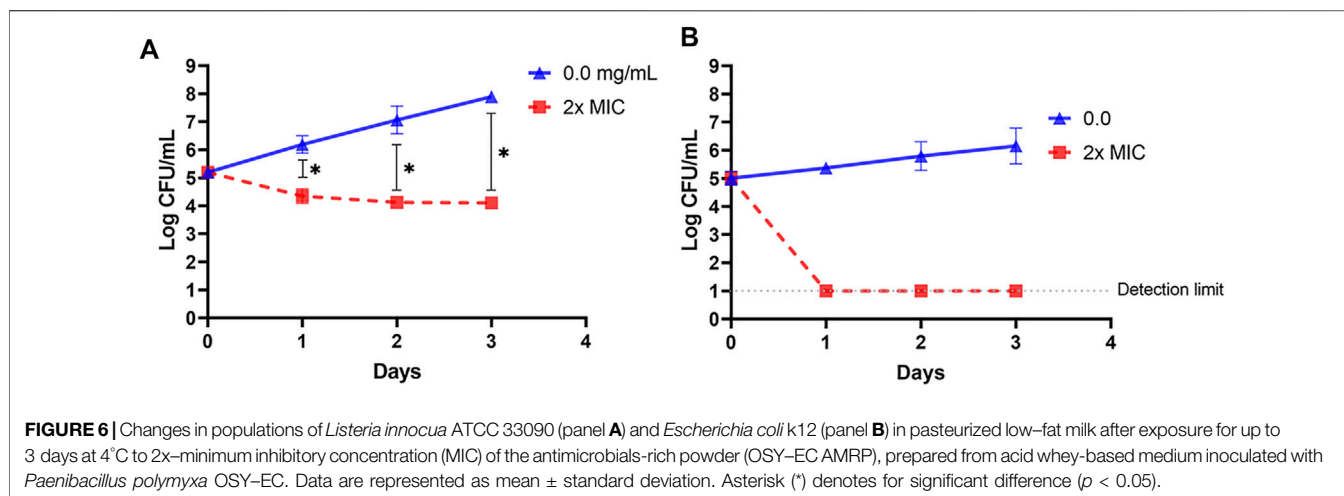 A
9
8
7
6
5
4
3
2
1
0
Log CFU/mL
0 1 2 3 4
Days
0.0 mg/mL
2x MIC
*
*
*
B
9
8
7
6
5
4
3
2
1
0
Log CFU/mL
0 1 2 3 4
Days
0.0
2x MIC
Detection limit
FIGURE 6 | Changes in populations of Listeria innocua ATCC 33090 (panel A) and Escherichia coli k12 (panel B) in pasteurized low–fat milk after exposure for up to
3 days at 4°C to 2x–minimum inhibitory concentration (MIC) of the antimicrobials-rich powder (OSY–EC AMRP), prepared from acid whey-based medium inoculated with
Paenibacillus polymyxa OSY–EC. Data are represented as mean ± standard deviation. Asterisk (*) denotes for significant difference (p < 0.05).